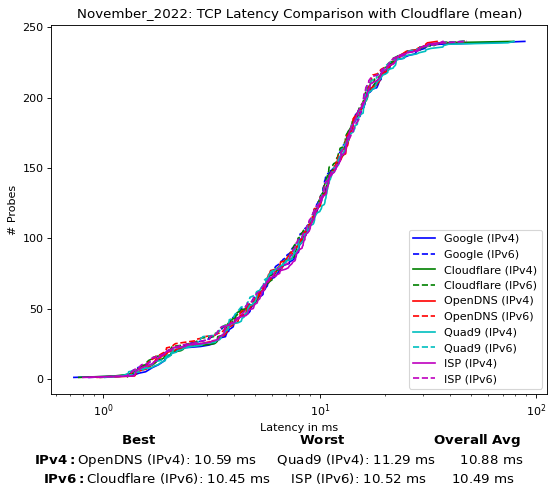 November_2022: TCP Latency Comparison with Cloudflare (mean)
250
200
150
100
50
0
# Probes
10⁰ 10¹ 10²
Latency in ms
Google (IPv4)
Google (IPv6)
Cloudflare (IPv4)
Cloudflare (IPv6)
OpenDNS (IPv4)
OpenDNS (IPv6)
Quad9 (IPv4)
Quad9 (IPv6)
ISP (IPv4)
ISP (IPv6)
Best Worst Overall Avg
IPv4: OpenDNS (IPv4): 10.59 ms Quad9 (IPv4): 11.29 ms 10.88 ms
IPv6: Cloudflare (IPv6): 10.45 ms ISP (IPv6): 10.52 ms 10.49 ms